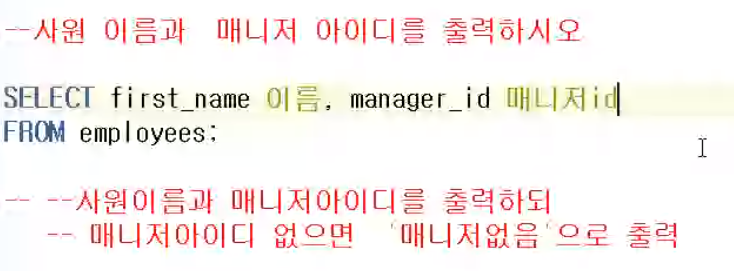 --사원 이름과  매니저 아이디를 출력하시오
SELECT first_name 이름, manager_id 매니저id
FROM employees;
-- --사원이름과 매니저아이디를 출력하되
-- 매니저아이디 없으면  '매니저없음'으로 출력